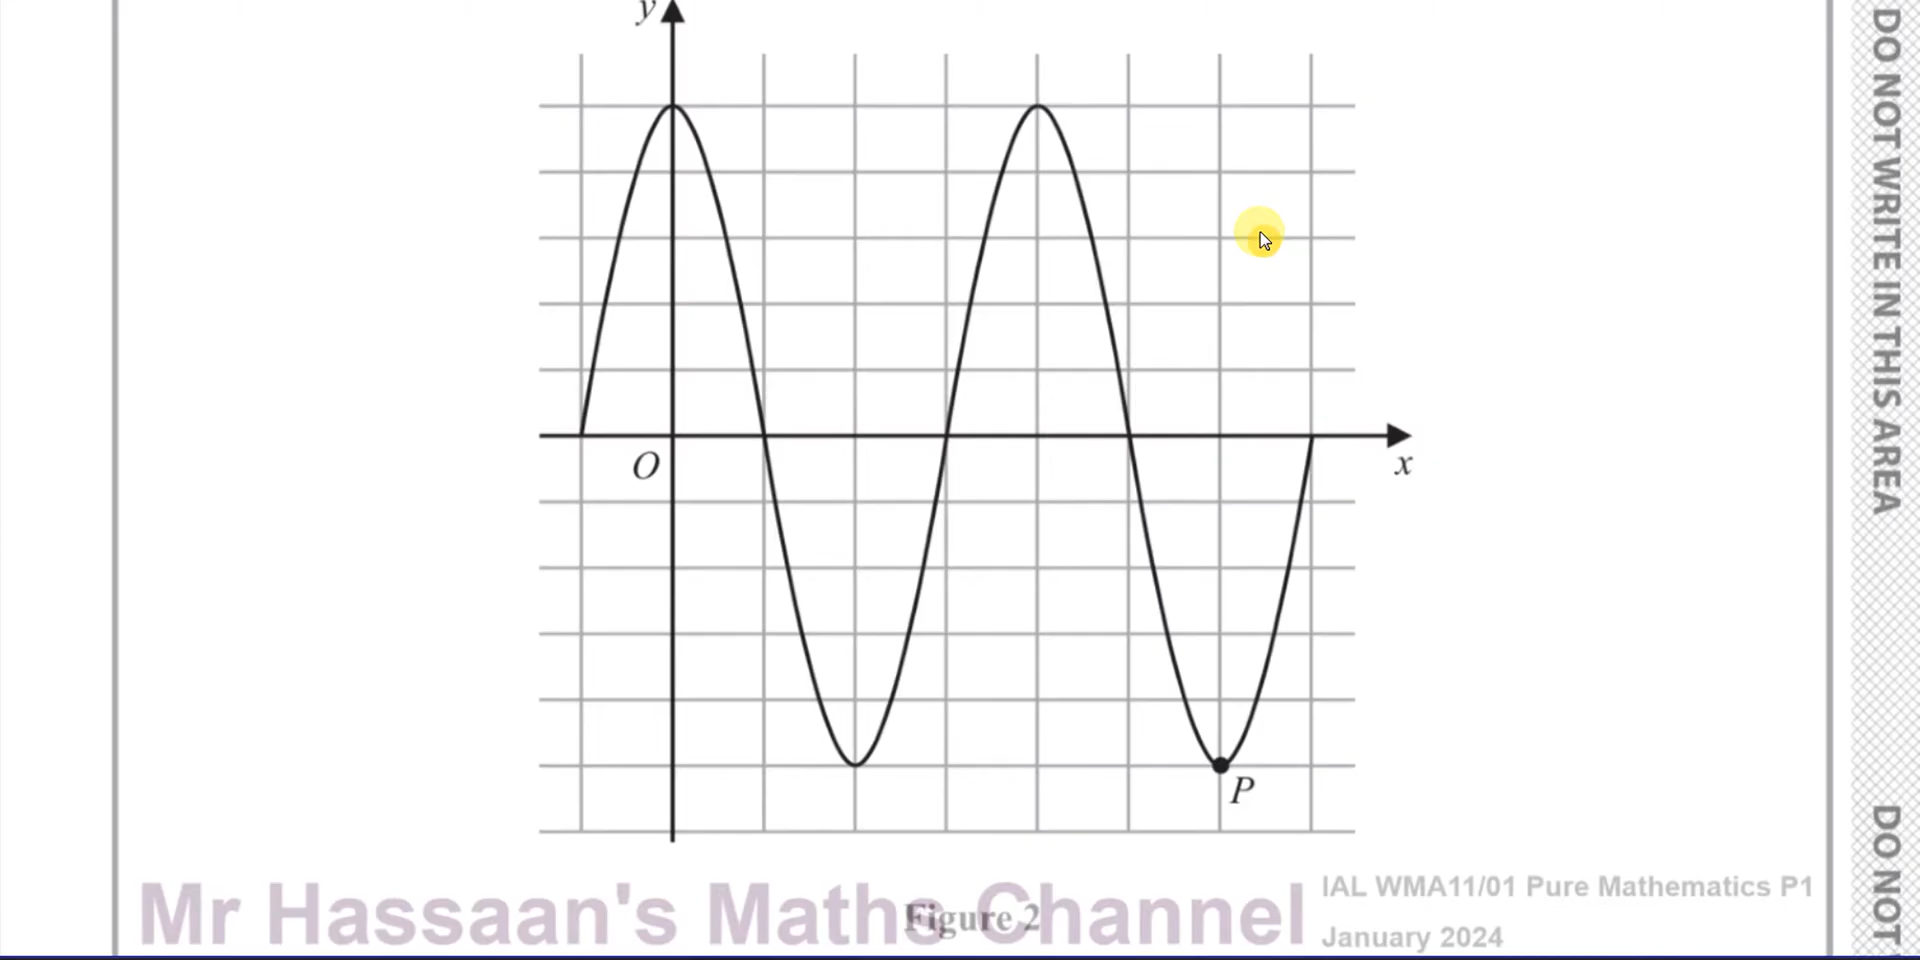 y
O
x
P
Figure 2
Mr Hassaan's Maths Channel
IAL WMA11/01 Pure Mathematics P1
January 2024
DO NOT WRITE IN THIS AREA
DO NOT